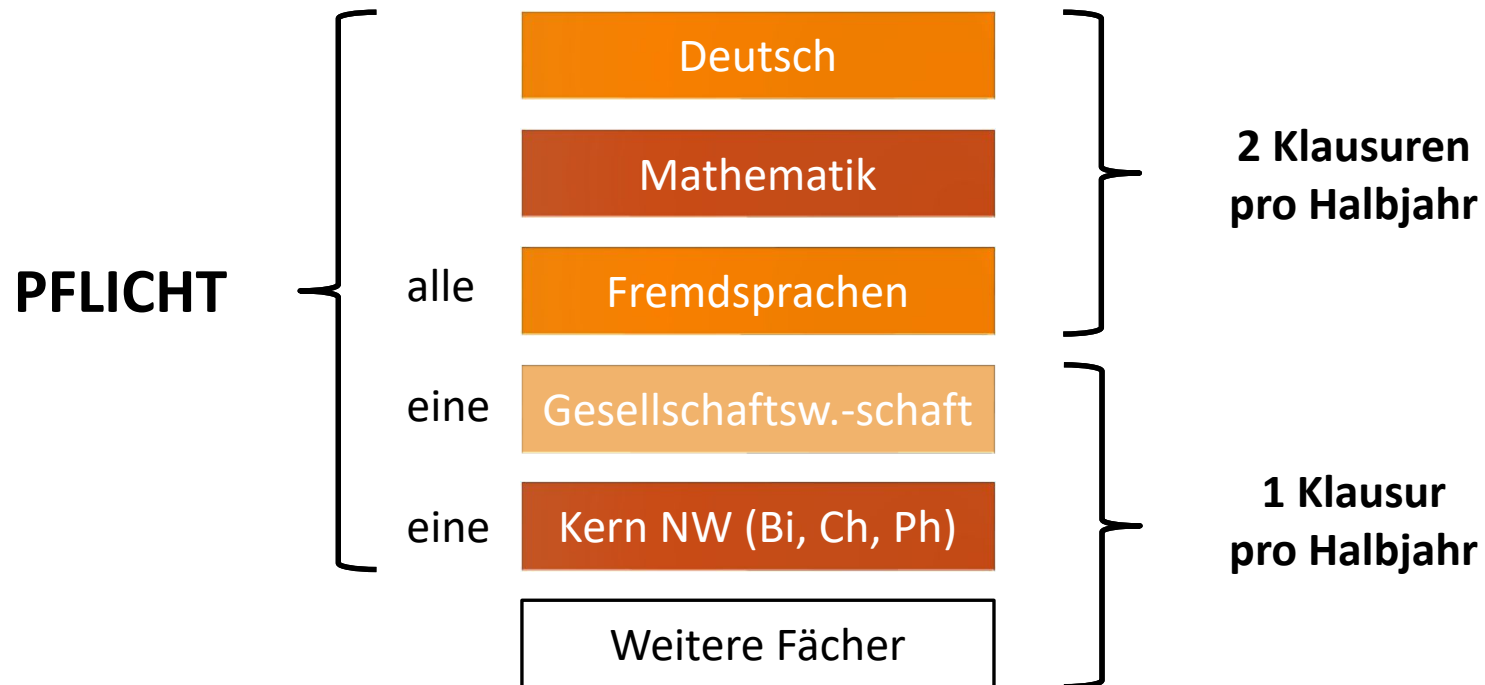 Deutsch
Mathematik
2 Klausuren
pro Halbjahr
PFLICHT
alle Fremdsprachen
eine Gesellschaftsw.-schaft
eine Kern NW (Bi, Ch, Ph)
1 Klausur
pro Halbjahr
Weitere Fächer